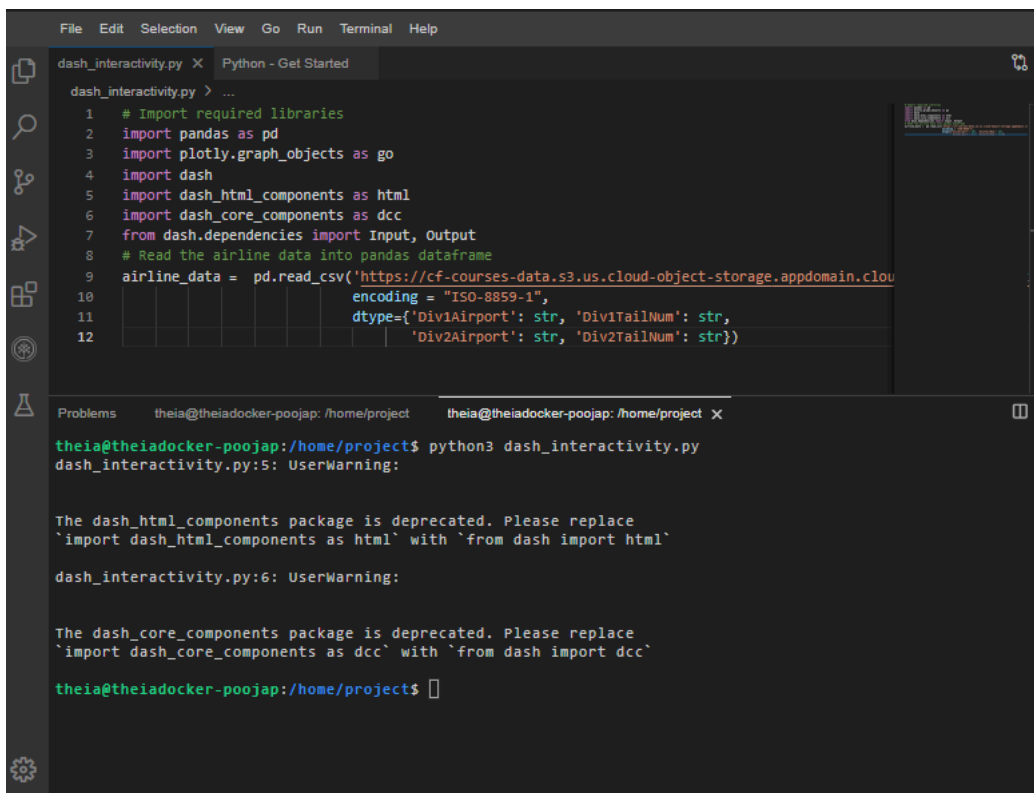 File Edit Selection View Go Run Terminal Help
dash_interactivity.py × Python - Get Started
dash_interactivity.py > ...
1 # Import required libraries
2 import pandas as pd
3 import plotly.graph_objects as go
4 import dash
5 import dash_html_components as html
6 import dash_core_components as dcc
7 from dash.dependencies import Input, Output
8 # Read the airline data into pandas dataframe
9 airline_data =  pd.read_csv('https://cf-courses-data.s3.us.cloud-object-storage.appdomain.clou
10 encoding = "ISO-8859-1",
11 dtype={'Div1Airport': str, 'Div1TailNum': str,
12 'Div2Airport': str, 'Div2TailNum': str})
Problems theia@theiadocker-poojap: /home/project theia@theiadocker-poojap: /home/project ×
theia@theiadocker-poojap:/home/project$ python3 dash_interactivity.py
dash_interactivity.py:5: UserWarning:
The dash_html_components package is deprecated. Please replace
`import dash_html_components as html` with `from dash import html`
dash_interactivity.py:6: UserWarning:
The dash_core_components package is deprecated. Please replace
`import dash_core_components as dcc` with `from dash import dcc`
theia@theiadocker-poojap:/home/project$